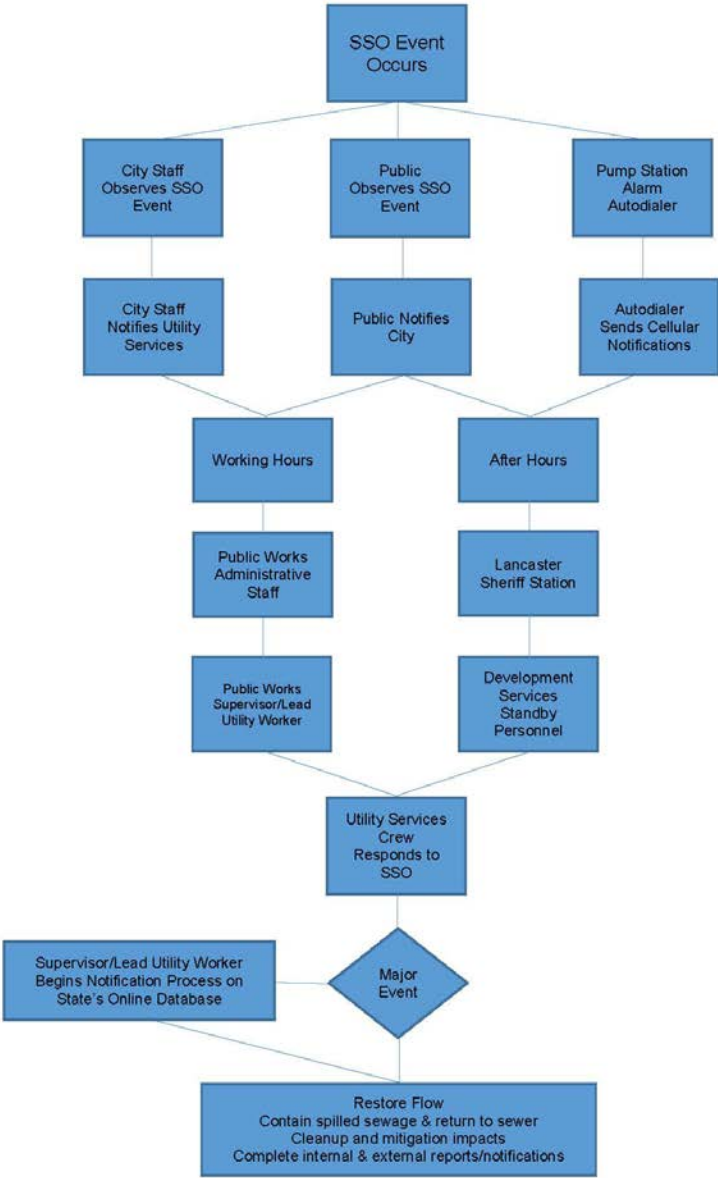 SSO Event
Occurs
City Staff
Observes SSO
Event
Public
Observes SSO
Event
Pump Station
Alarm
Autodialer
City Staff
Notifies Utility
Services
Public Notifies
City
Autodialer
Sends Cellular
Notifications
Working Hours
After Hours
Public Works
Administrative
Staff
Lancaster
Sheriff Station
Public Works
Supervisor/Lead
Utility Worker
Development
Services
Standby
Personnel
Utility Services
Crew
Responds to
SSO
Supervisor/Lead Utility Worker
Begins Notification Process on
State's Online Database
Major
Event
Restore Flow
Contain spilled sewage & return to sewer
Cleanup and mitigation impacts
Complete internal & external reports/notifications